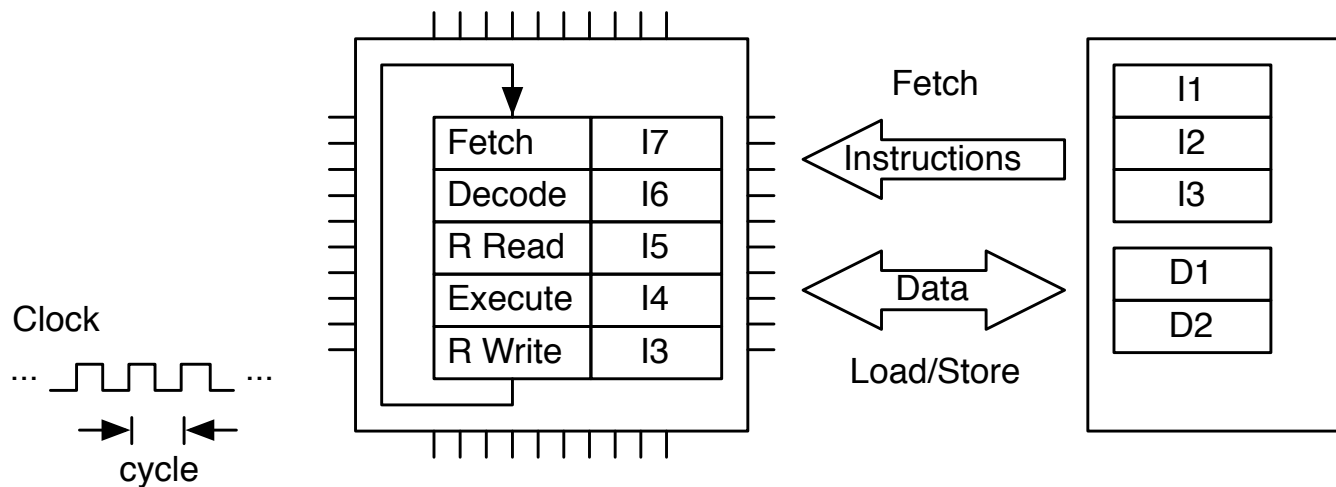 Clock
... ...
cycle
Fetch I7
Decode I6
R Read I5
Execute I4
R Write I3
Fetch
Instructions
Data
Load/Store
I1
I2
I3
D1
D2